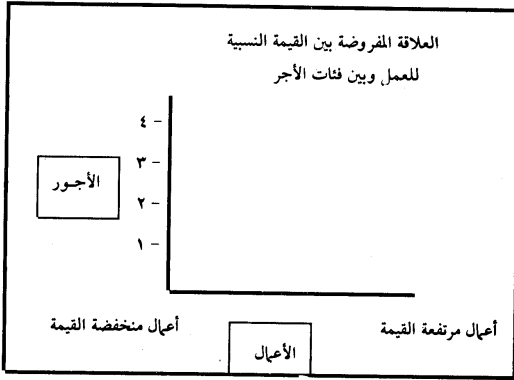 العلاقة المفروضة بين القيمة النسبية
للعمل وبين فئات الأجر
٤ –
٣ –
الأجـور
٢ –
١ –
أعمال مرتفعة القيمة
أعمال منخفضة القيمة
الأعمال